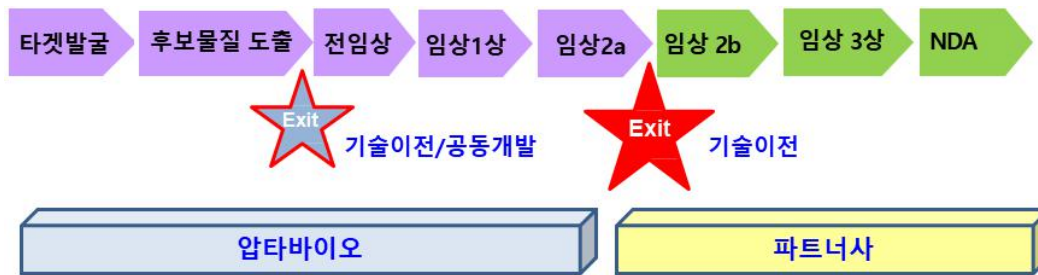 타겟발굴
후보물질 도출
전임상
임상1상
임상2a
임상 2b
임상 3상
NDA
Exit
기술이전/공동개발
Exit
기술이전
압타바이오
파트너사